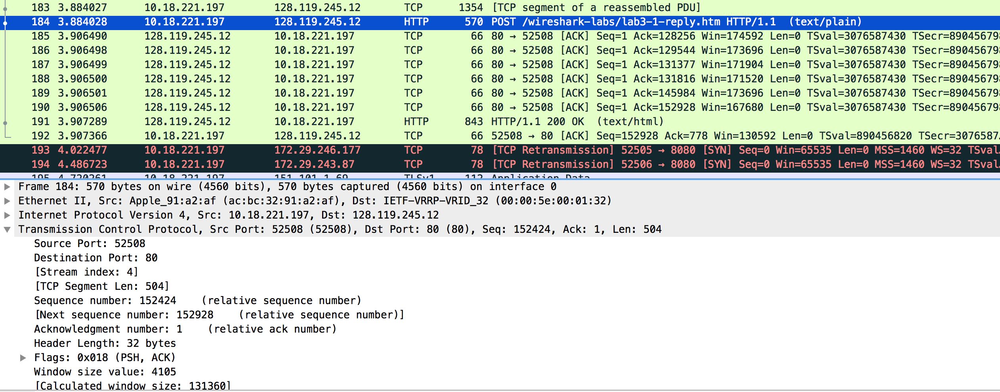 183 3.884027 10.18.221.197 128.119.245.12 TCP 1354 [TCP segment of a reassembled PDU]
184 3.884028 10.18.221.197 128.119.245.12 HTTP 570 POST /wireshark-labs/lab3-1-reply.htm HTTP/1.1 (text/plain)
185 3.906490 128.119.245.12 10.18.221.197 TCP 66 80 → 52508 [ACK] Seq=1 Ack=128256 Win=174592 Len=0 TSval=3076587430 TSecr=890456798
186 3.906498 128.119.245.12 10.18.221.197 TCP 66 80 → 52508 [ACK] Seq=1 Ack=129544 Win=173696 Len=0 TSval=3076587430 TSecr=890456798
187 3.906499 128.119.245.12 10.18.221.197 TCP 66 80 → 52508 [ACK] Seq=1 Ack=131377 Win=171904 Len=0 TSval=3076587430 TSecr=890456798
188 3.906500 128.119.245.12 10.18.221.197 TCP 66 80 → 52508 [ACK] Seq=1 Ack=131816 Win=171520 Len=0 TSval=3076587430 TSecr=890456798
189 3.906501 128.119.245.12 10.18.221.197 TCP 66 80 → 52508 [ACK] Seq=1 Ack=145984 Win=173696 Len=0 TSval=3076587430 TSecr=890456798
190 3.906506 128.119.245.12 10.18.221.197 TCP 66 80 → 52508 [ACK] Seq=1 Ack=152928 Win=167680 Len=0 TSval=3076587430 TSecr=890456798
191 3.907289 128.119.245.12 10.18.221.197 HTTP 843 HTTP/1.1 200 OK (text/html)
192 3.907366 10.18.221.197 128.119.245.12 TCP 66 52508 → 80 [ACK] Seq=152928 Ack=778 Win=130592 Len=0 TSval=890456820 TSecr=3076587…
193 4.022477 10.18.221.197 172.29.246.177 TCP 78 [TCP Retransmission] 52505 → 8080 [SYN] Seq=0 Win=65535 Len=0 MSS=1460 WS=32 TSval…
194 4.486723 10.18.221.197 172.29.243.87 TCP 78 [TCP Retransmission] 52506 → 8080 [SYN] Seq=0 Win=65535 Len=0 MSS=1460 WS=32 TSval…
195 4.720261 10.18.221.197 151.101.1.69 TLSv1 112 Application Data
Frame 184: 570 bytes on wire (4560 bits), 570 bytes captured (4560 bits) on interface 0
Ethernet II, Src: Apple_91:a2:af (ac:bc:32:91:a2:af), Dst: IETF-VRRP-VRID_32 (00:00:5e:00:01:32)
Internet Protocol Version 4, Src: 10.18.221.197, Dst: 128.119.245.12
Transmission Control Protocol, Src Port: 52508 (52508), Dst Port: 80 (80), Seq: 152424, Ack: 1, Len: 504
Source Port: 52508
Destination Port: 80
[Stream index: 4]
[TCP Segment Len: 504]
Sequence number: 152424 (relative sequence number)
[Next sequence number: 152928 (relative sequence number)]
Acknowledgment number: 1 (relative ack number)
Header Length: 32 bytes
Flags: 0x018 (PSH, ACK)
Window size value: 4105
[Calculated window size: 131360]